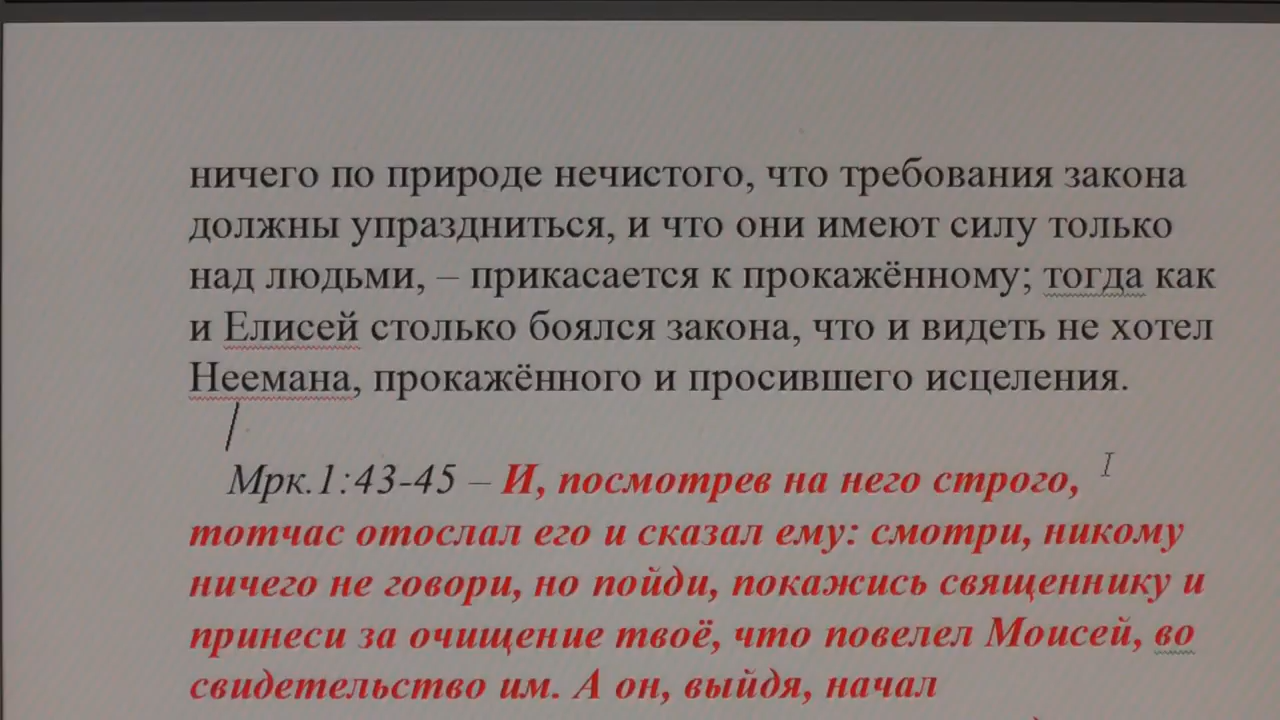 ничего по природе нечистого, что требования закона
должны упраздниться, и что они имеют силу только
над людьми, – прикасается к прокажённому; тогда как
и Елисей столько боялся закона, что и видеть не хотел
Неемана, прокажённого и просившего исцеления.
Мрк.1:43-45 – И, посмотрев на него строго,
тотчас отослал его и сказал ему: смотри, никому
ничего не говори, но пойди, покажись священнику и
принеси за очищение твоё, что повелел Моисей, во
свидетельство им. А он, выйдя, начал